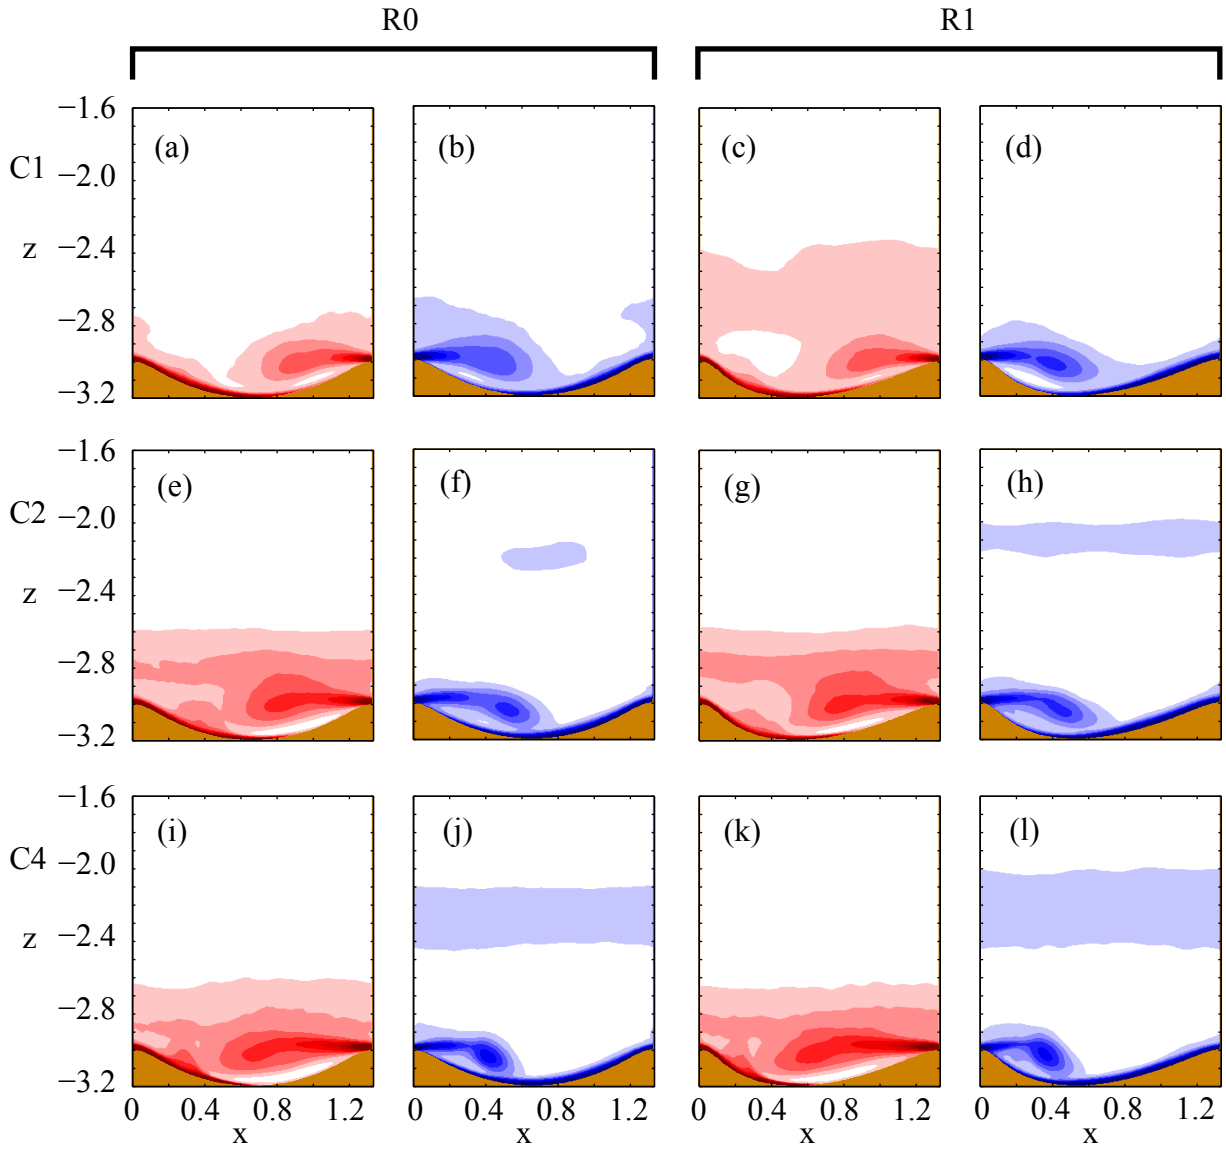 R0 R1
−1.6
(a) (b) (c) (d)
C1 −2.0
z −2.4
−2.8
−3.2
−1.6
(e) (f) (g) (h)
C2 −2.0
z −2.4
−2.8
−3.2
−1.6
(i) (j) (k) (l)
C4 −2.0
z −2.4
−2.8
−3.2
0 0.4 0.8 1.2 0 0.4 0.8 1.2 0 0.4 0.8 1.2 0 0.4 0.8 1.2
x x x x